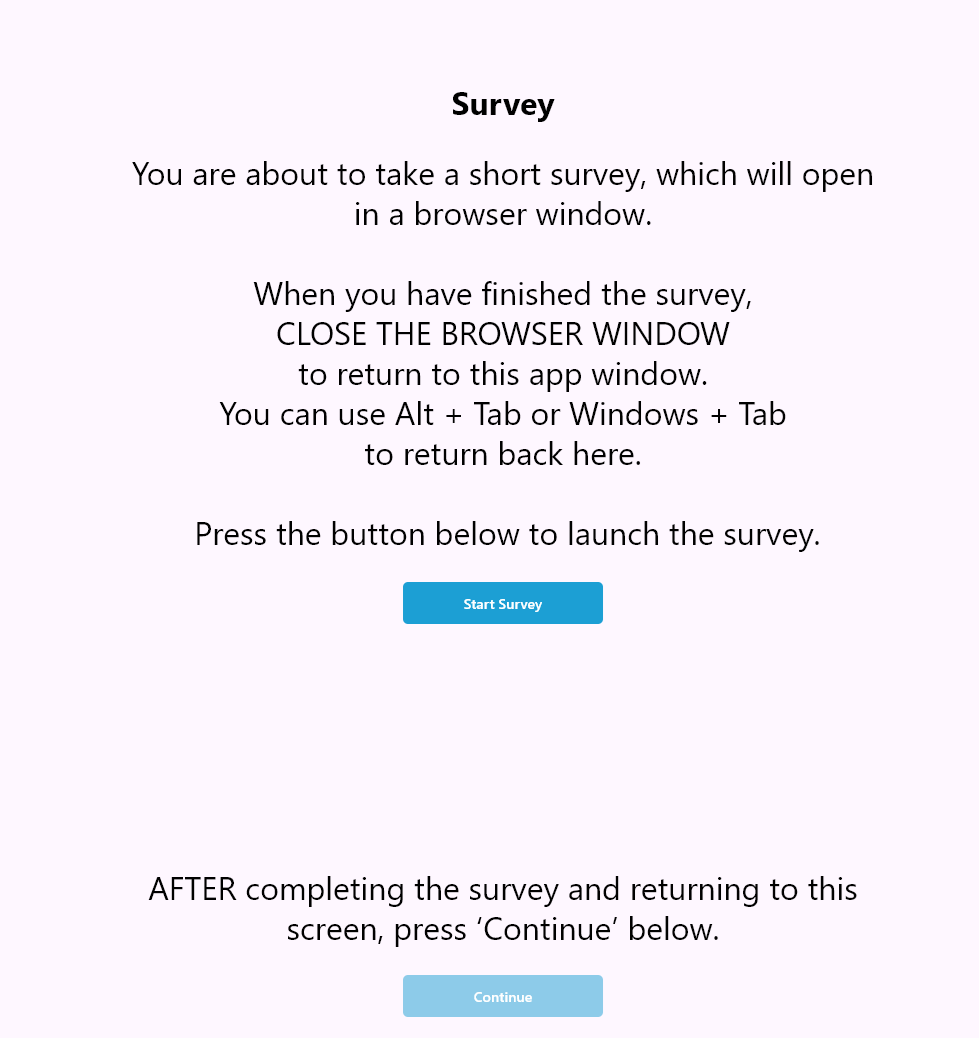 Survey
You are about to take a short survey, which will open
in a browser window.
When you have finished the survey,
CLOSE THE BROWSER WINDOW
to return to this app window.
You can use Alt + Tab or Windows + Tab
to return back here.
Press the button below to launch the survey.
Start Survey
AFTER completing the survey and returning to this
screen, press ‘Continue’ below.
Continue